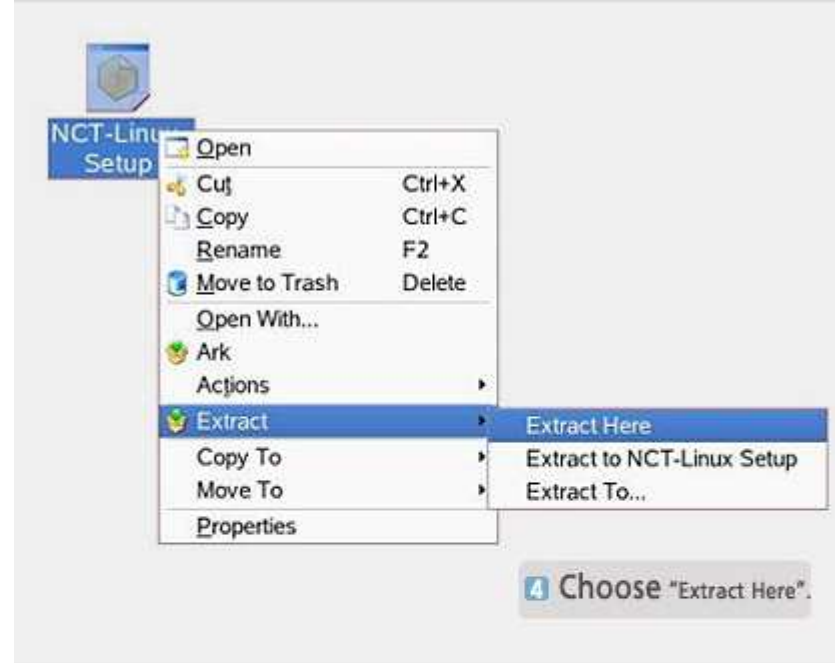 NCT-Linux
Setup
Open
Cut Ctrl+X
Copy Ctrl+C
Rename F2
Move to Trash Delete
Open With...
Ark
Actions
Extract
Extract Here
Copy To
Extract to NCT-Linux Setup
Move To
Extract To...
Properties
4 Choose "Extract Here".